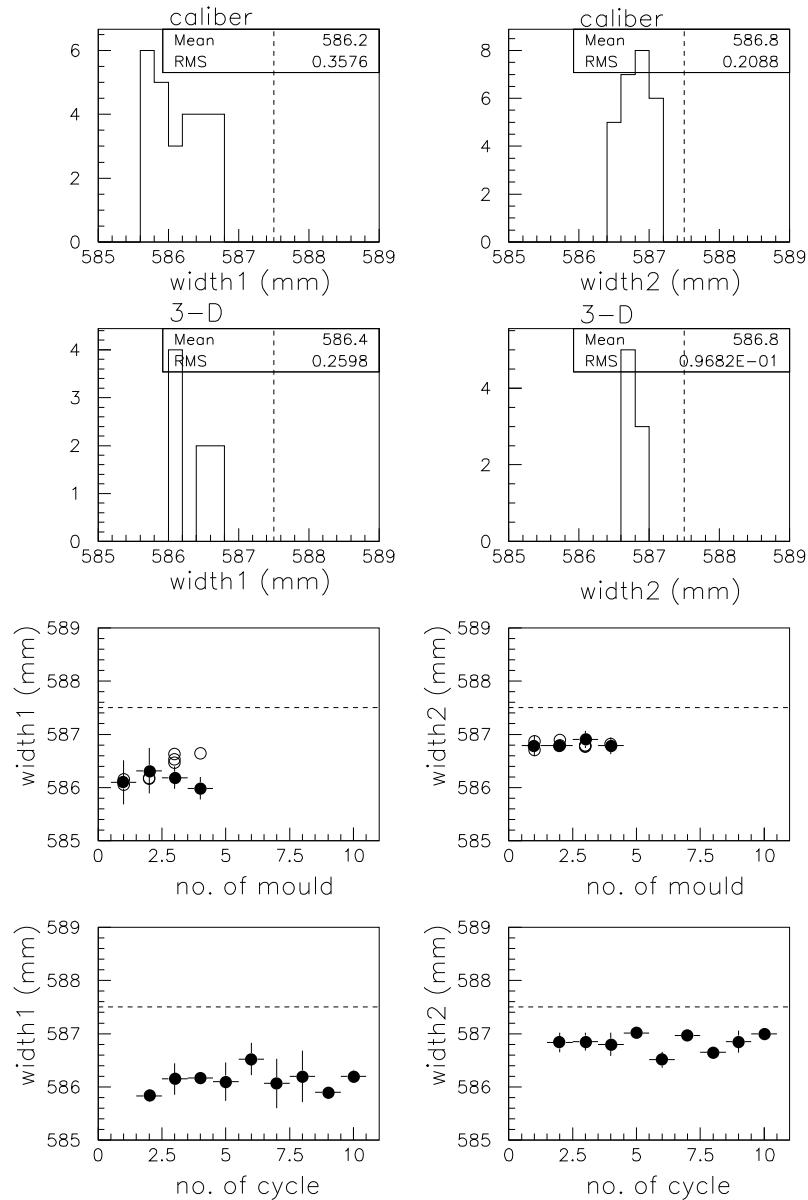 caliber
Mean 586.2
RMS 0.3576
6
4
2
0
585 586 587 588 589
width1 (mm)
caliber
Mean 586.8
RMS 0.2088
8
6
4
2
0
585 586 587 588 589
width2 (mm)
3-D
Mean 586.4
RMS 0.2598
4
3
2
1
0
585 586 587 588 589
width1 (mm)
3-D
Mean 586.8
RMS 0.9682E-01
4
2
0
585 586 587 588 589
width2 (mm)
width1 (mm)
589
588
587
586
585
0 2.5 5 7.5 10
no. of mould
width2 (mm)
589
588
587
586
585
0 2.5 5 7.5 10
no. of mould
width1 (mm)
589
588
587
586
585
0 2.5 5 7.5 10
no. of cycle
width2 (mm)
589
588
587
586
585
0 2.5 5 7.5 10
no. of cycle